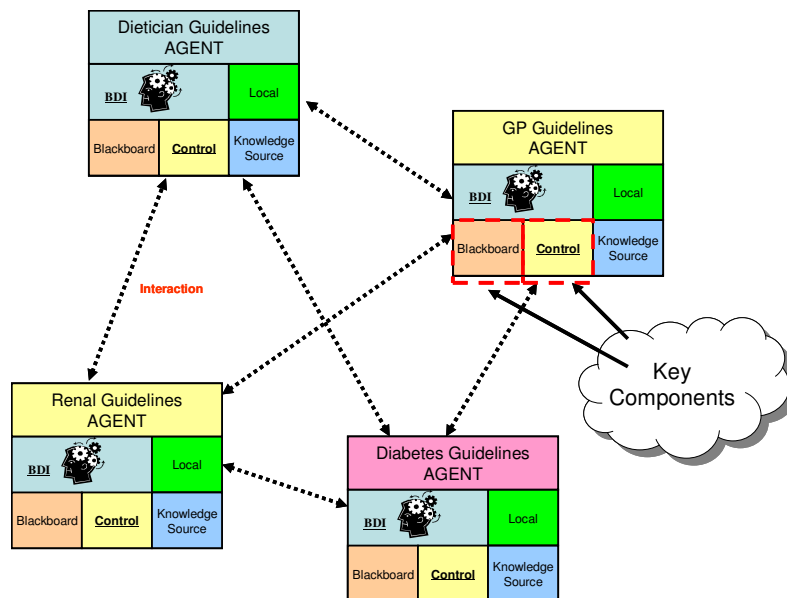 Dietician Guidelines
AGENT
BDI
Local
Blackboard
Control
Knowledge
Source
GP Guidelines
AGENT
BDI
Local
Blackboard
Control
Knowledge
Source
Interaction
Key
Components
Renal Guidelines
AGENT
BDI
Local
Blackboard
Control
Knowledge
Source
Diabetes Guidelines
AGENT
BDI
Local
Blackboard
Control
Knowledge
Source